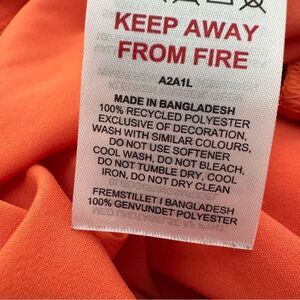 KEEP AWAY
FROM FIRE
A2A1L
MADE IN BANGLADESH
100% RECYCLED POLYESTER
EXCLUSIVE OF DECORATION,
WASH WITH SIMILAR COLOURS,
DO NOT USE SOFTENER
COOL WASH, DO NOT BLEACH,
DO NOT TUMBLE DRY, COOL
IRON, DO NOT DRY CLEAN
FREMSTILLET I BANGLADESH
100% GENVUNDET POLYESTER